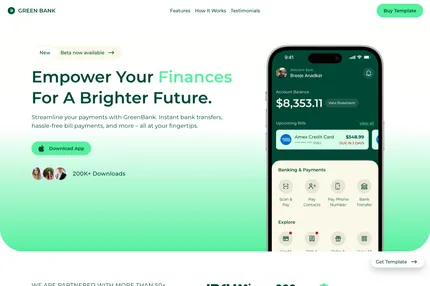 GREEN BANK
Features How It Works Testimonials
Buy Template
New Beta now available →
Empower Your Finances
For A Brighter Future.
Streamline your payments with GreenBank. Instant bank transfers,
hassle-free bill payments, and more – all at your fingertips.
Download App
200K+ Downloads
9:41
Welcome Back
Breeje Anadkat
Account Balance
$8,353.11
View Statement
Upcoming Bills
View all
Amex Credit Card
$548.99
DUE IN 3 DAYS
Banking & Payments
Scan &
Pay
Pay
Contacts
Pay Phone
Number
Bank
Transfer
Explore
Get Template →
WE ARE PARTNERED WITH MORE THAN 50+